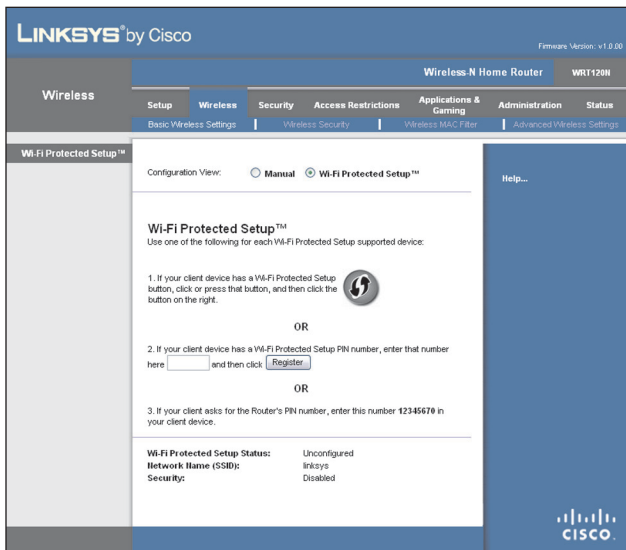 LINKSYS® by Cisco
Firmware Version: v1.0.00
Wireless-N Home Router WRT120N
Wireless
Setup Wireless Security Access Restrictions Applications & Gaming Administration Status
Basic Wireless Settings Wireless Security Wireless MAC Filter Advanced Wireless Settings
Wi-Fi Protected Setup™
Configuration View: Manual Wi-Fi Protected Setup™
Help...
Wi-Fi Protected Setup™
Use one of the following for each Wi-Fi Protected Setup supported device:
1. If your client device has a Wi-Fi Protected Setup
button, click or press that button, and then click the
button on the right.
OR
2. If your client device has a Wi-Fi Protected Setup PIN number, enter that number
here and then click Register
OR
3. If your client asks for the Router's PIN number, enter this number 12345670 in
your client device.
Wi-Fi Protected Setup Status: Unconfigured
Network Name (SSID): linksys
Security: Disabled
CISCO.